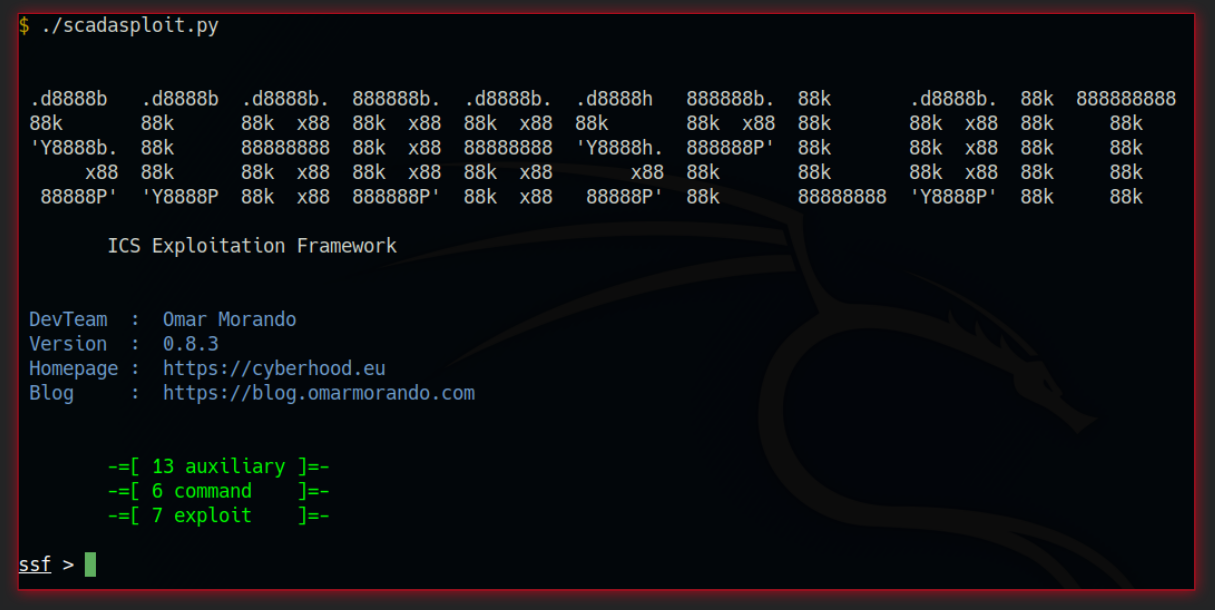 $ ./scadasploit.py
.d8888b   .d8888b  .d8888b.  888888b.  .d8888b.  .d8888h   888888b.  88k       .d8888b.  88k  888888888
88k       88k      88k  x88  88k  x88  88k  x88  88k       88k  x88  88k       88k  x88  88k     88k
'Y8888b.  88k      88888888  88k  x88  88888888  'Y8888h.  888888P'  88k       88k  x88  88k     88k
     x88  88k      88k  x88  88k  x88  88k  x88       x88  88k       88k       88k  x88  88k     88k
 88888P'  'Y8888P  88k  x88  888888P'  88k  x88   88888P'  88k       88888888  'Y8888P'  88k     88k
ICS Exploitation Framework
DevTeam  :  Omar Morando
Version  :  0.8.3
Homepage :  https://cyberhood.eu
Blog     :  https://blog.omarmorando.com
-=[ 13 auxiliary ]=-
-=[ 6 command    ]=-
-=[ 7 exploit    ]=-
ssf >